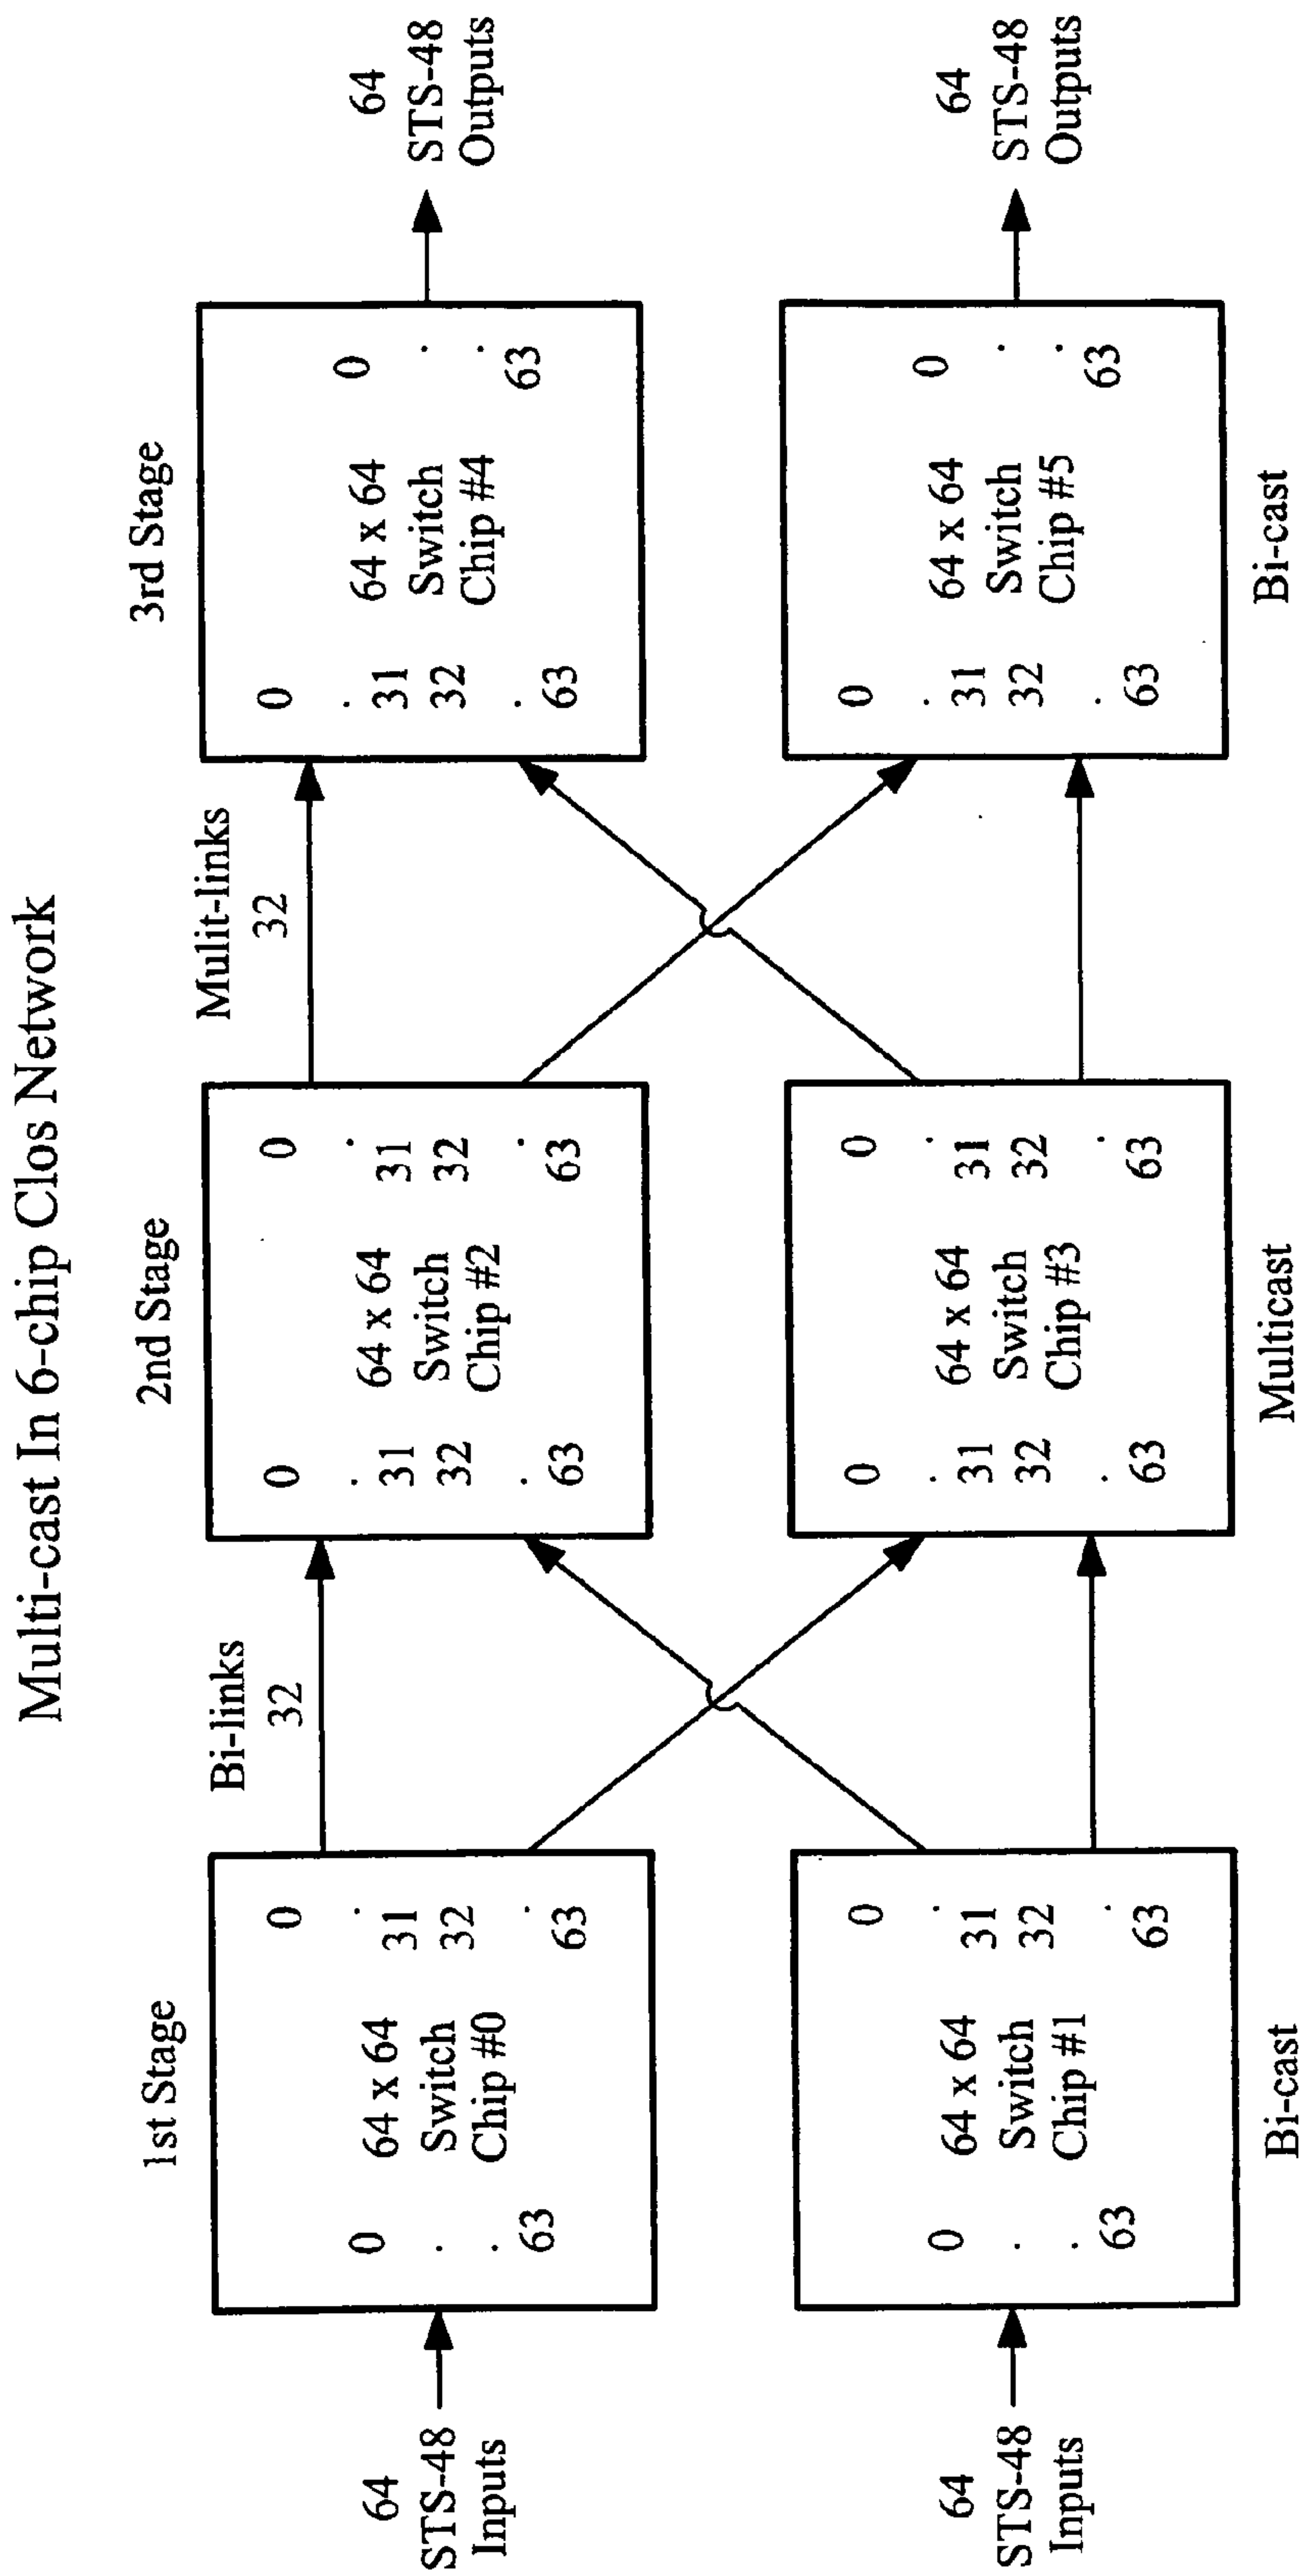 Multi-cast In 6-chip Clos Network
1st Stage
2nd Stage
3rd Stage
Bi-links
32
Mulit-links
32
64
STS-48
Inputs
0
.
.
63
64 x 64
Switch
Chip #0
0
.
31
32
.
63
0
.
31
32
.
63
64 x 64
Switch
Chip #2
0
.
31
32
.
63
0
.
31
32
.
63
64 x 64
Switch
Chip #4
0
.
.
63
64
STS-48
Outputs
64
STS-48
Inputs
0
.
.
63
64 x 64
Switch
Chip #1
0
.
31
32
.
63
0
.
31
32
.
63
64 x 64
Switch
Chip #3
0
.
31
32
.
63
0
.
31
32
.
63
64 x 64
Switch
Chip #5
0
.
.
63
64
STS-48
Outputs
Bi-cast
Multicast
Bi-cast